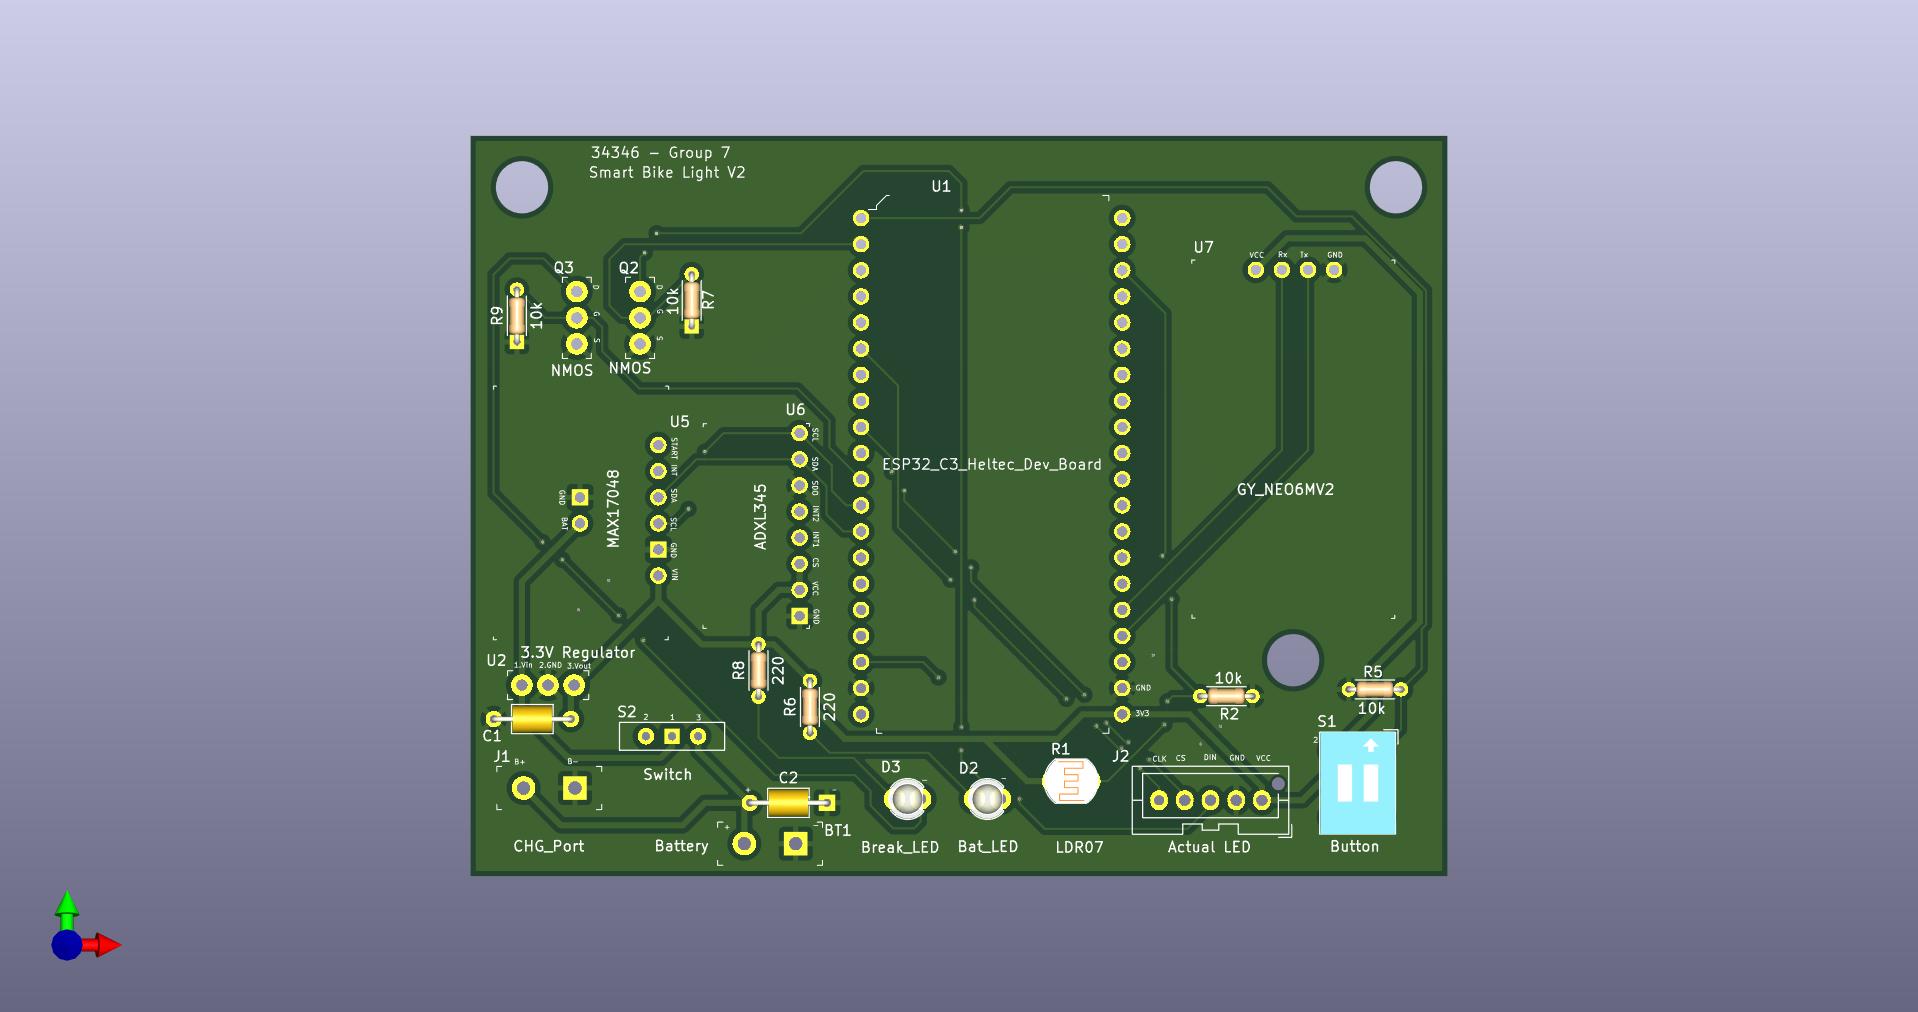 34346 - Group 7
Smart Bike Light V2
U1
U7
VCC Rx Tx GND
Q3
Q2
D
G
S
D
G
S
R9
10k
10k
R7
NMOS
NMOS
U5
U6
START
INT
SDA
SCL
GND
VIN
SCL
SDA
SDO
INT2
INT1
CS
VCC
GND
GND
BAT
MAX17048
ADXL345
ESP32_C3_Heltec_Dev_Board
GY_NEO6MV2
U2
3.3V Regulator
1.Vin 2.GND 3.Vout
R8
220
R6
220
GND
3V3
10k
R2
R5
10k
C1
S2
2 1 3
Switch
S1
2
J1
B+ B-
C2
+
-
D3
-
D2
-
R1
J2
CLK CS DIN GND VCC
BT1
+
-
CHG_Port
Battery
Break_LED
Bat_LED
LDR07
Actual LED
Button